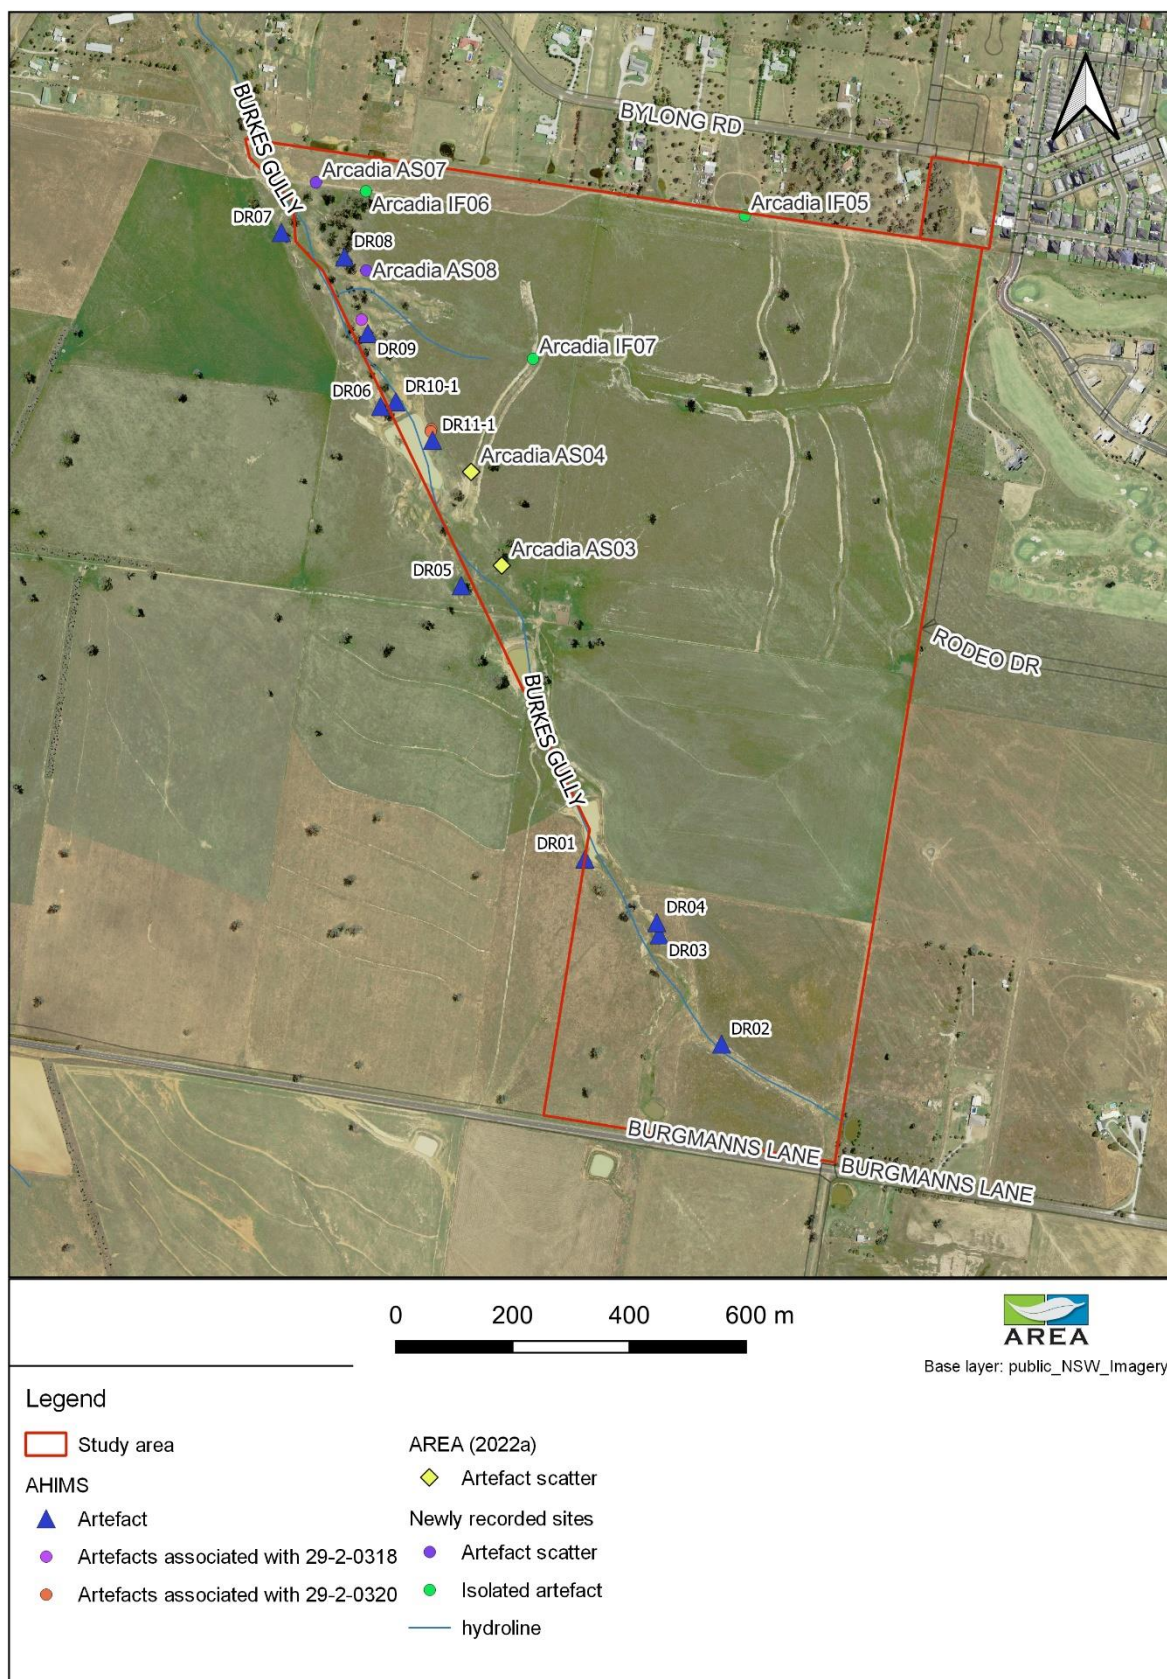 BURKES GULLY
BYLONG RD
Arcadia AS07
Arcadia IF06
Arcadia IF05
DR07
DR08
Arcadia AS08
DR09
Arcadia IF07
DR10-1
DR06
DR11-1
Arcadia AS04
Arcadia AS03
DR05
RODEO DR
BURKES GULLY
DR01
DR04
DR03
DR02
BURGMANNS LANE
BURGMANNS LANE
0 200 400 600 m
AREA
Base layer: public_NSW_Imagery
Legend
Study area
AHIMS
Artefact
Artefacts associated with 29-2-0318
Artefacts associated with 29-2-0320
AREA (2022a)
Artefact scatter
Newly recorded sites
Artefact scatter
Isolated artefact
hydroline